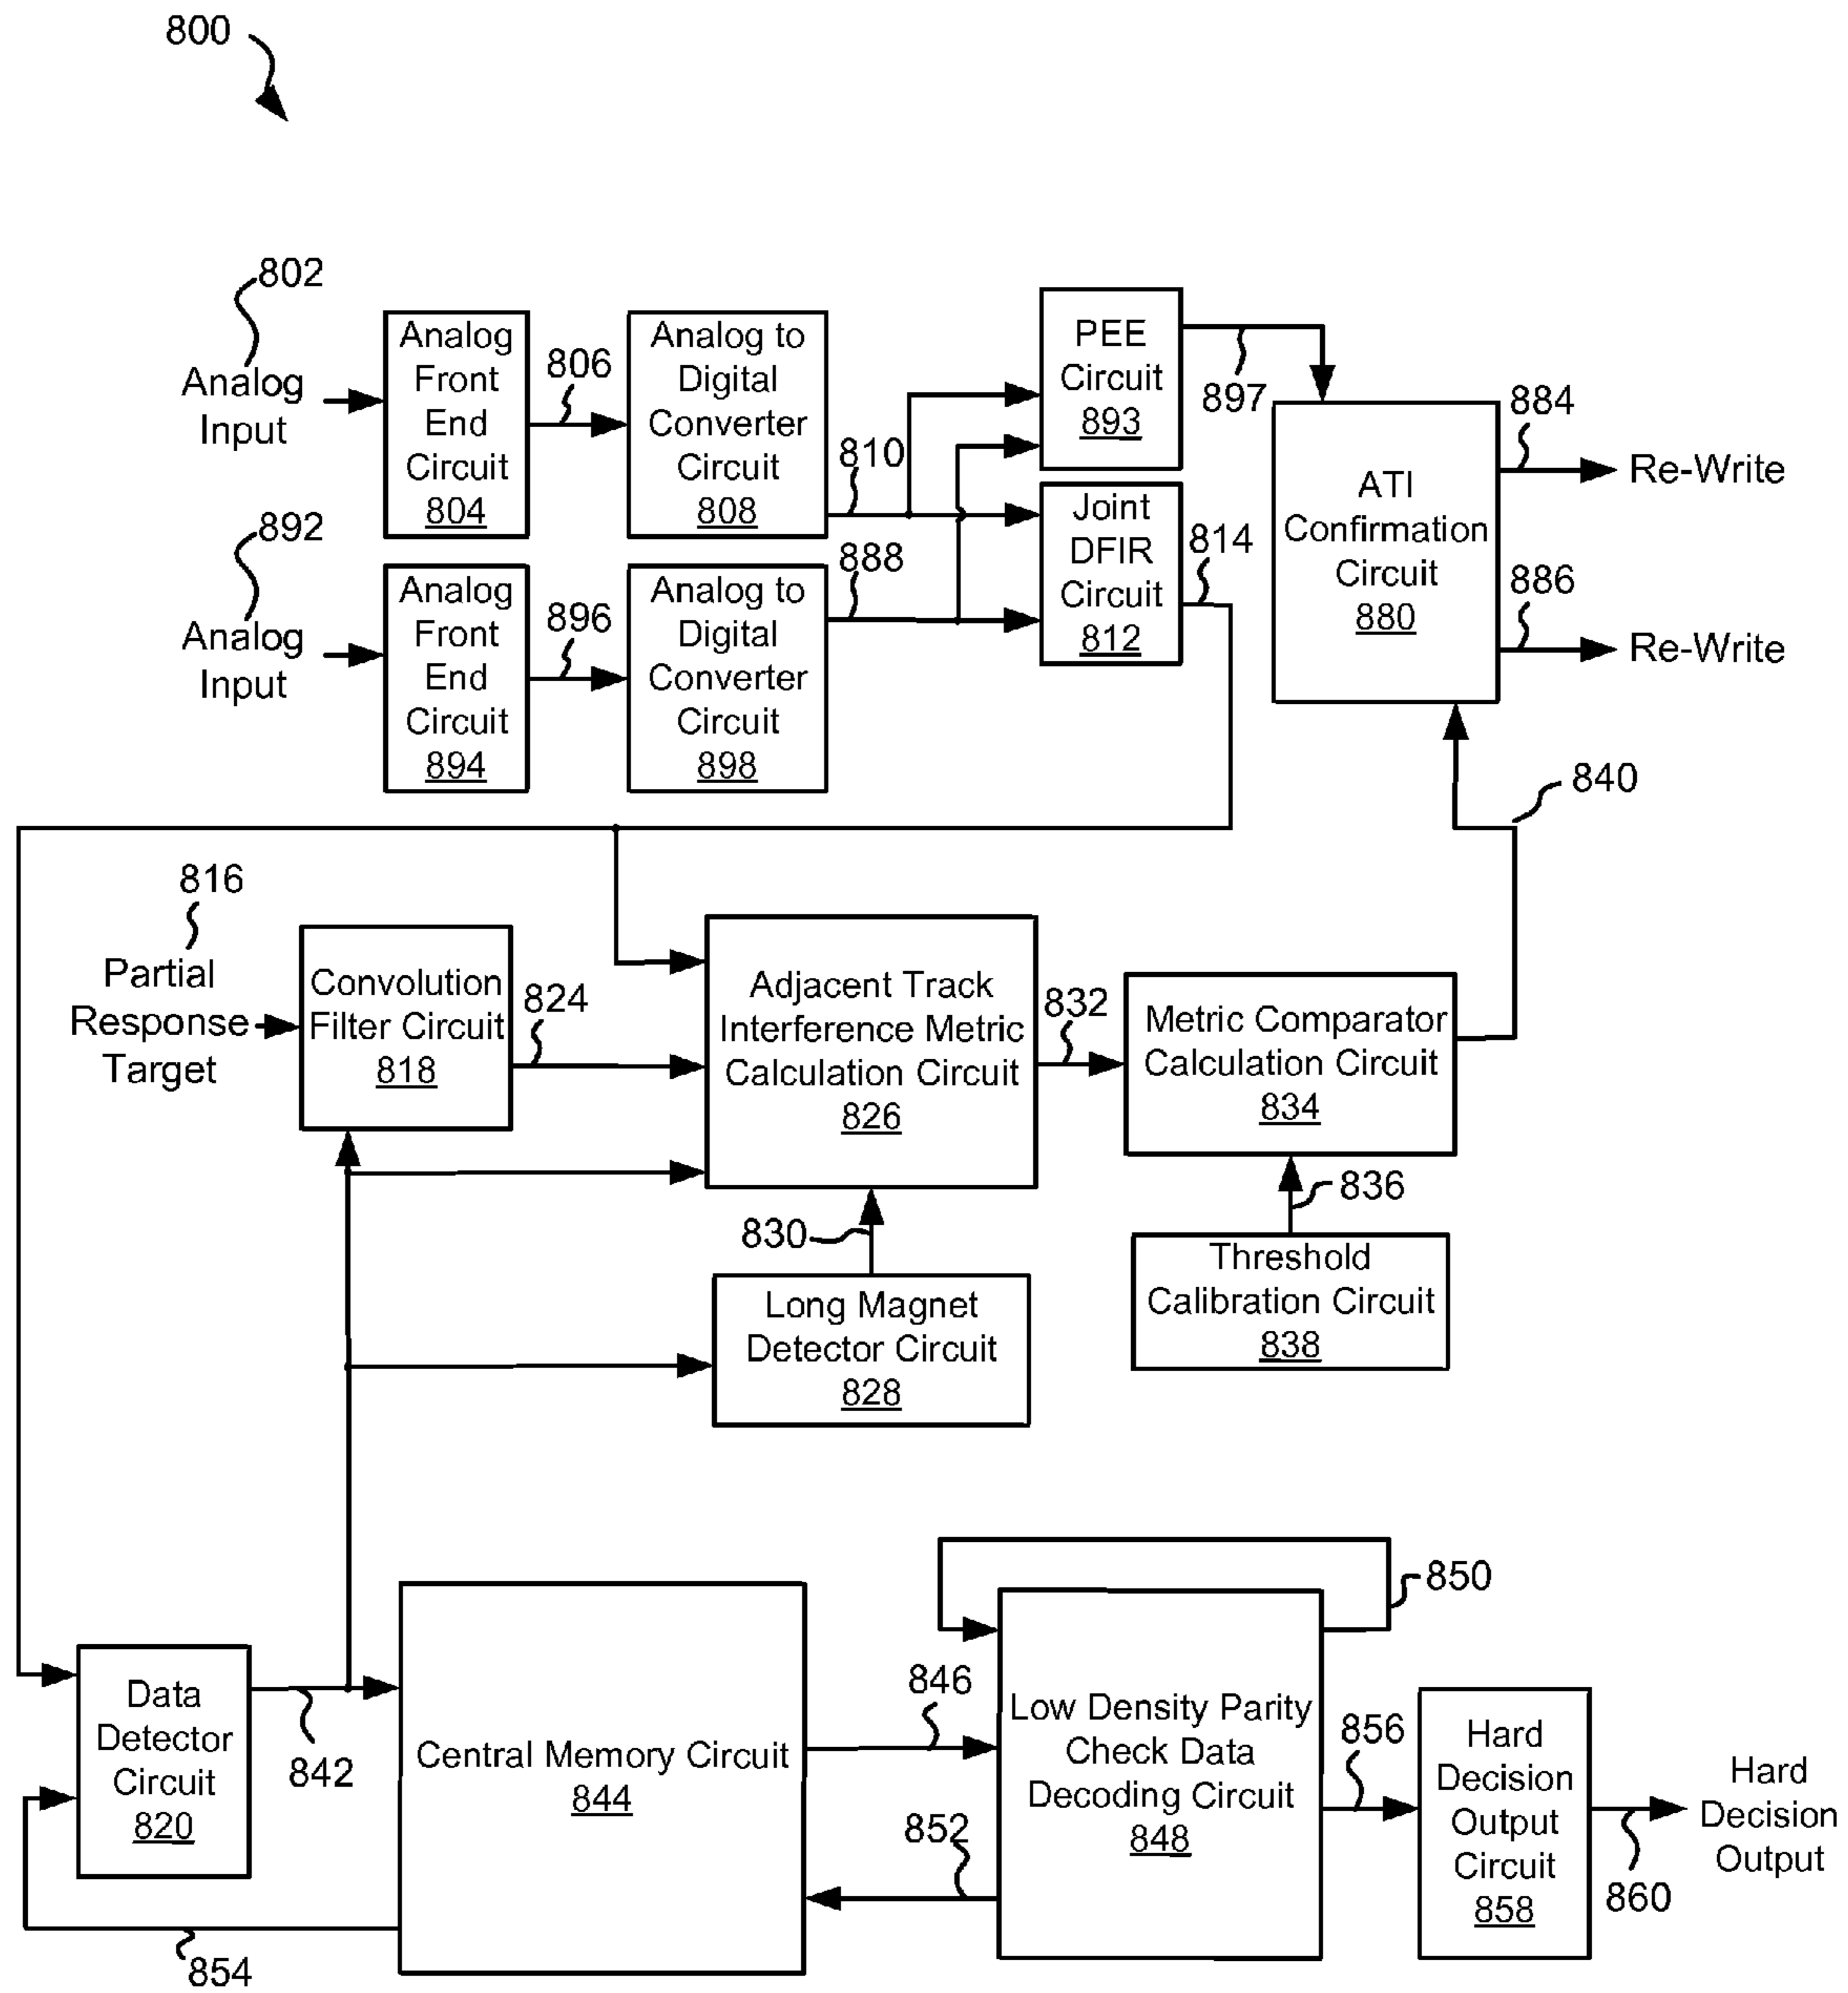 800
802
Analog
Input
Analog
Front
End
Circuit
804
806
Analog to
Digital
Converter
Circuit
808
810
PEE
Circuit
893
897
884
Re-Write
ATI
Confirmation
Circuit
880
886
Re-Write
892
Analog
Input
Analog
Front
End
Circuit
894
896
Analog to
Digital
Converter
Circuit
898
888
Joint
DFIR
Circuit
812
814
840
816
Partial
Response
Target
Convolution
Filter Circuit
818
824
Adjacent Track
Interference Metric
Calculation Circuit
826
832
Metric Comparator
Calculation Circuit
834
836
830
Long Magnet
Detector Circuit
828
Threshold
Calibration Circuit
838
850
Data
Detector
Circuit
820
842
Central Memory Circuit
844
846
852
Low Density Parity
Check Data
Decoding Circuit
848
856
Hard
Decision
Output
Circuit
858
860
Hard
Decision
Output
854